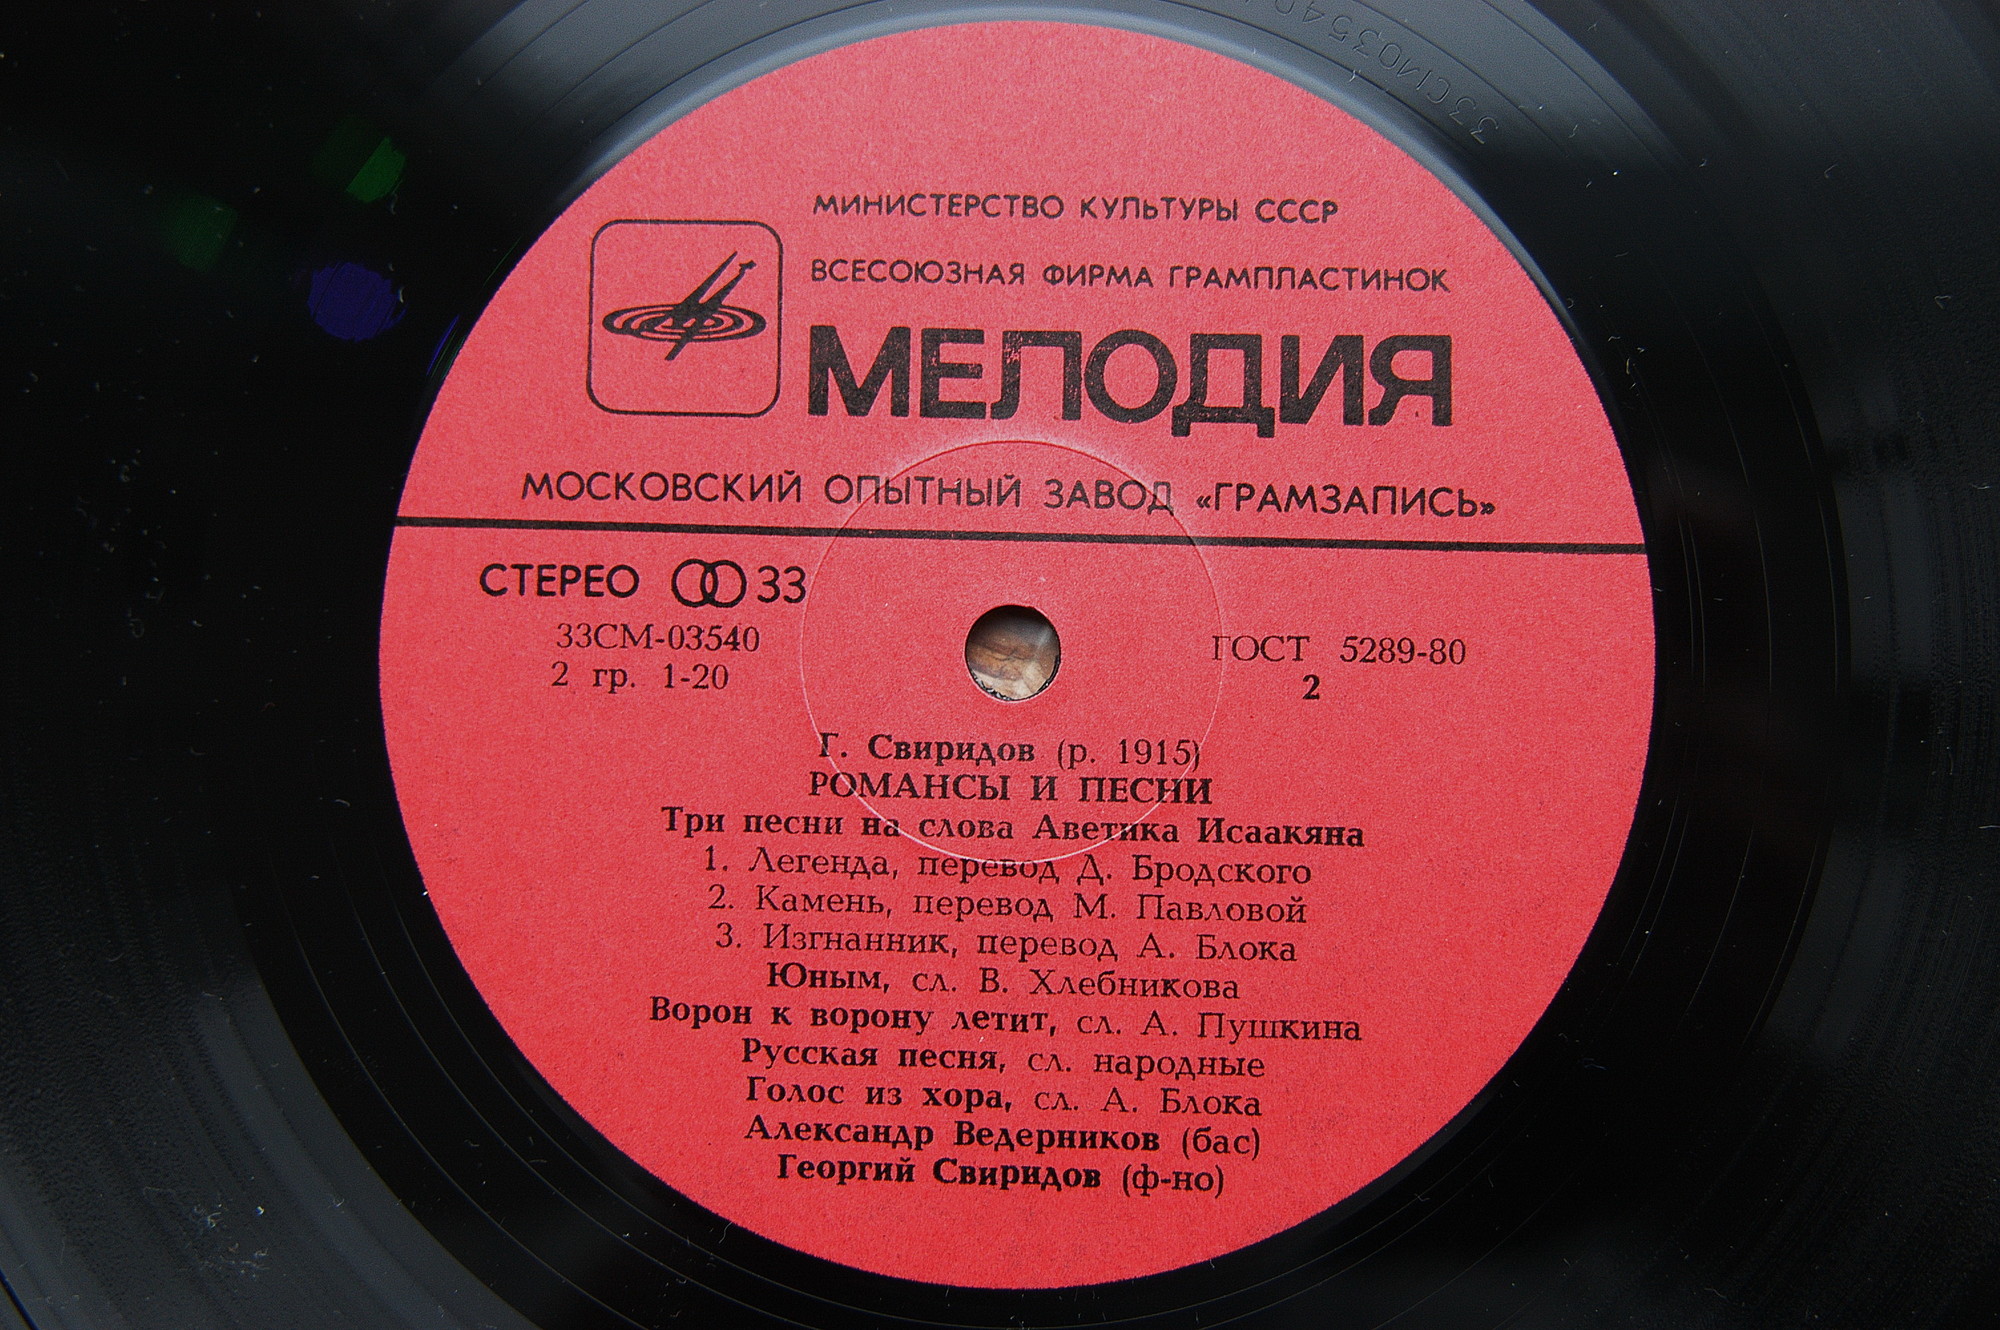 33СМ03540
МИНИСТЕРСТВО КУЛЬТУРЫ СССР
ВСЕСОЮЗНАЯ ФИРМА ГРАМПЛАСТИНОК
МЕЛОДИЯ
МОСКОВСКИЙ ОПЫТНЫЙ ЗАВОД «ГРАМЗАПИСЬ»
СТЕРЕО 33
33СМ-03540
2 гр. 1-20
ГОСТ 5289-80
2
Г. Свиридов (р. 1915)
РОМАНСЫ И ПЕСНИ
Три песни на слова Аветика Исаакяна
1. Легенда, перевод Д. Бродского
2. Камень, перевод М. Павловой
3. Изгнанник, перевод А. Блока
Юным, сл. В. Хлебникова
Ворон к ворону летит, сл. А. Пушкина
Русская песня, сл. народные
Голос из хора, сл. А. Блока
Александр Ведерников (бас)
Георгий Свиридов (ф-но)